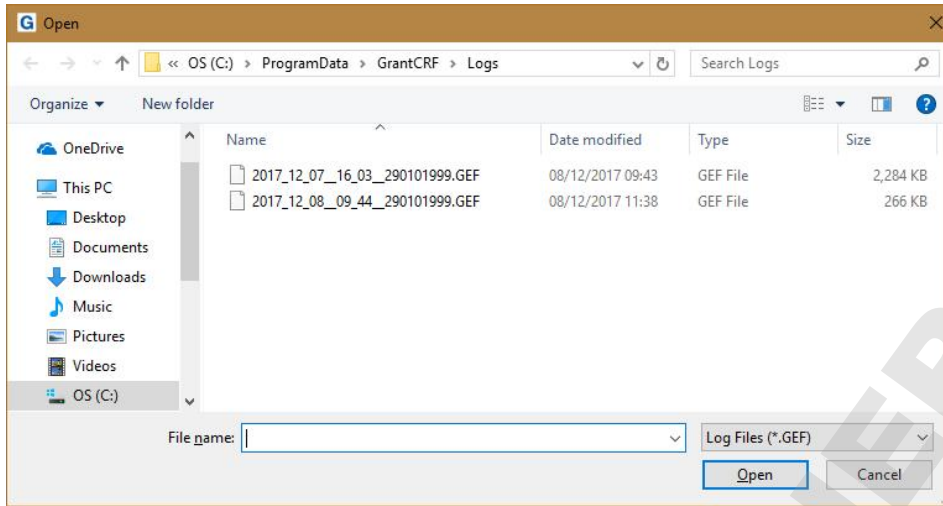 G Open
« OS (C:) > ProgramData > GrantCRF > Logs
Search Logs
Organize
New folder
?
Name
Date modified
Type
Size
OneDrive
This PC
Desktop
Documents
Downloads
Music
Pictures
Videos
OS (C:)
2017_12_07__16_03__290101999.GEF 08/12/2017 09:43 GEF File 2,284 KB
2017_12_08__09_44__290101999.GEF 08/12/2017 11:38 GEF File 266 KB
File name:
Log Files (*.GEF)
Open
Cancel